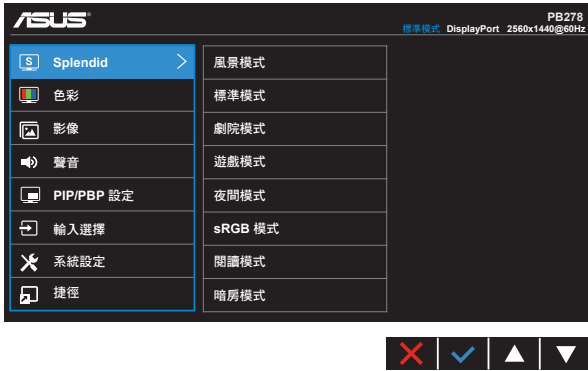 ASUS
PB278
標準模式 DisplayPort 2560x1440@60Hz
S Splendid
色彩
影像
聲音
PIP/PBP 設定
輸入選擇
系統設定
捷徑
風景模式
標準模式
劇院模式
遊戲模式
夜間模式
sRGB 模式
閱讀模式
暗房模式